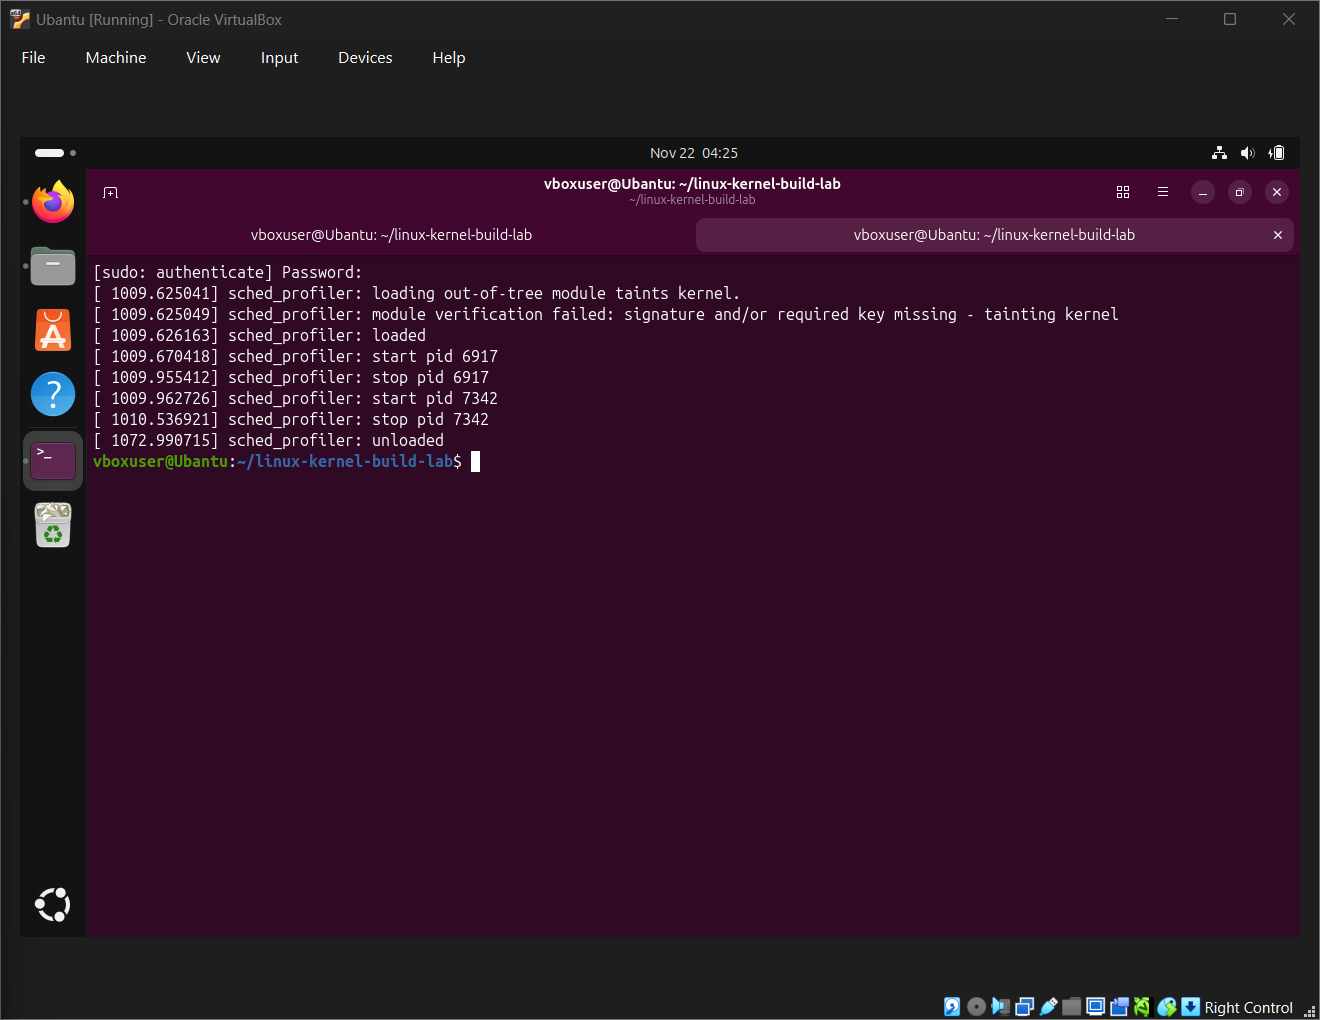 Ubantu [Running] - Oracle VirtualBox
File Machine View Input Devices Help
Nov 22 04:25
vboxuser@Ubantu: ~/linux-kernel-build-lab
~/linux-kernel-build-lab
vboxuser@Ubantu: ~/linux-kernel-build-lab
vboxuser@Ubantu: ~/linux-kernel-build-lab
[sudo: authenticate] Password:
[ 1009.625041] sched_profiler: loading out-of-tree module taints kernel.
[ 1009.625049] sched_profiler: module verification failed: signature and/or required key missing - tainting kernel
[ 1009.626163] sched_profiler: loaded
[ 1009.670418] sched_profiler: start pid 6917
[ 1009.955412] sched_profiler: stop pid 6917
[ 1009.962726] sched_profiler: start pid 7342
[ 1010.536921] sched_profiler: stop pid 7342
[ 1072.990715] sched_profiler: unloaded
vboxuser@Ubantu:~/linux-kernel-build-lab$
Right Control